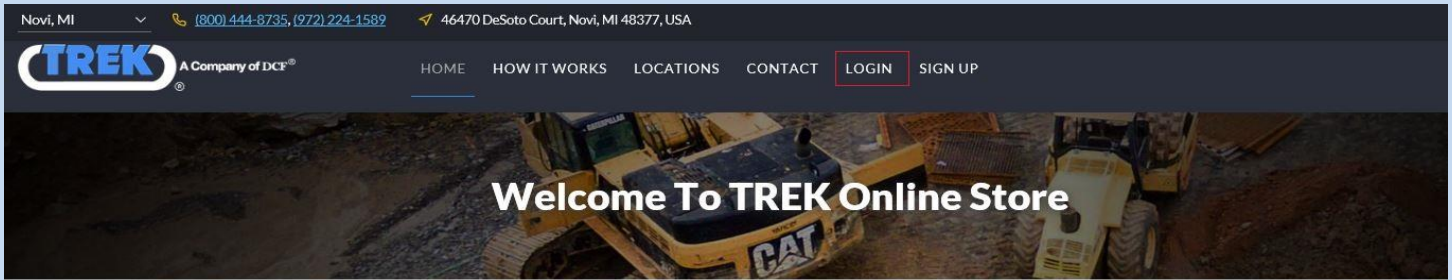 Novi, MI (800) 444-8735, (972) 224-1589 46470 DeSoto Court, Novi, MI 48377, USA
TREK A Company of DCF®
®
HOME HOW IT WORKS LOCATIONS CONTACT LOGIN SIGN UP
CATERPILLAR
Welcome To TREK Online Store
CAT